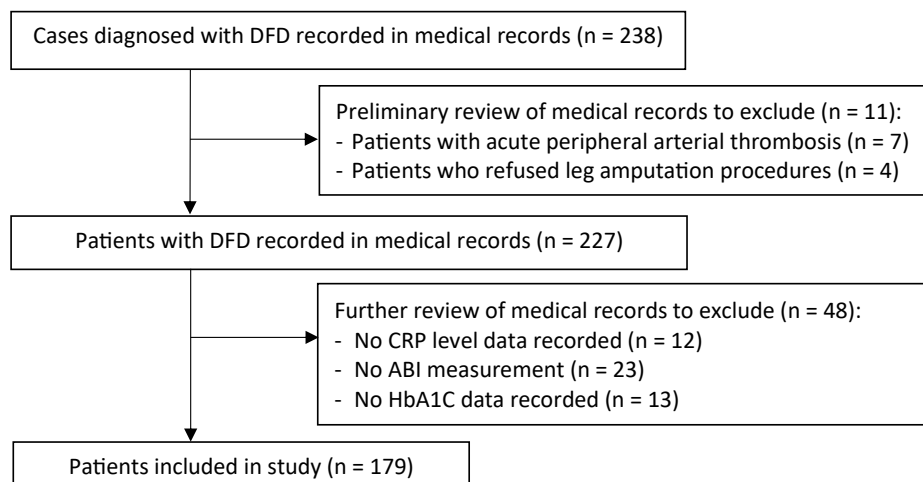 Cases diagnosed with DFD recorded in medical records (n = 238)
Preliminary review of medical records to exclude (n = 11):
- Patients with acute peripheral arterial thrombosis (n = 7)
- Patients who refused leg amputation procedures (n = 4)
Patients with DFD recorded in medical records (n = 227)
Further review of medical records to exclude (n = 48):
- No CRP level data recorded (n = 12)
- No ABI measurement (n = 23)
- No HbA1C data recorded (n = 13)
Patients included in study (n = 179)